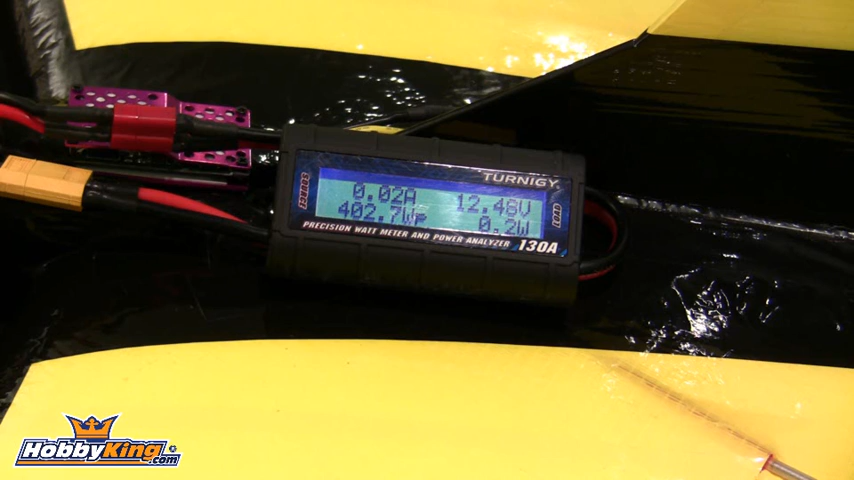 TURNIGY
SOURCE
0.02A 12.48V
LOAD
402.7Wp 0.2W
PRECISION WATT METER AND POWER ANALYZER 130A
HobbyKing
.com